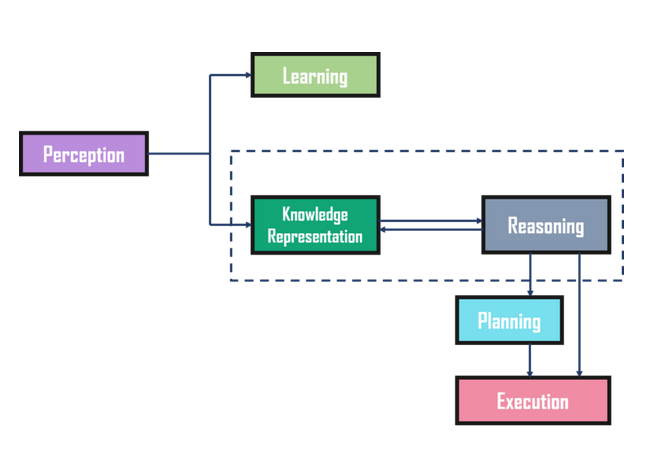 Learning
Perception
Knowledge
Representation
Reasoning
Planning
Execution